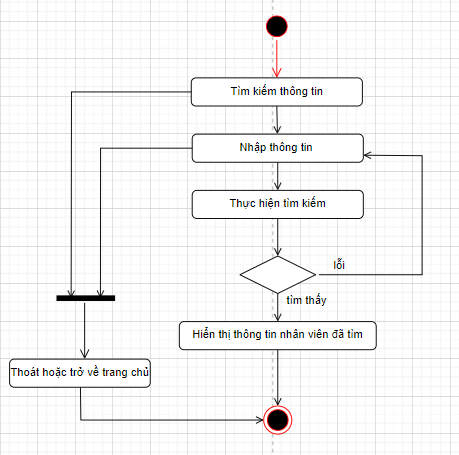 Tìm kiếm thông tin
Nhập thông tin
Thực hiện tìm kiếm
lỗi
tìm thấy
Hiển thị thông tin nhân viên đã tìm
Thoát hoặc trở về trang chủ